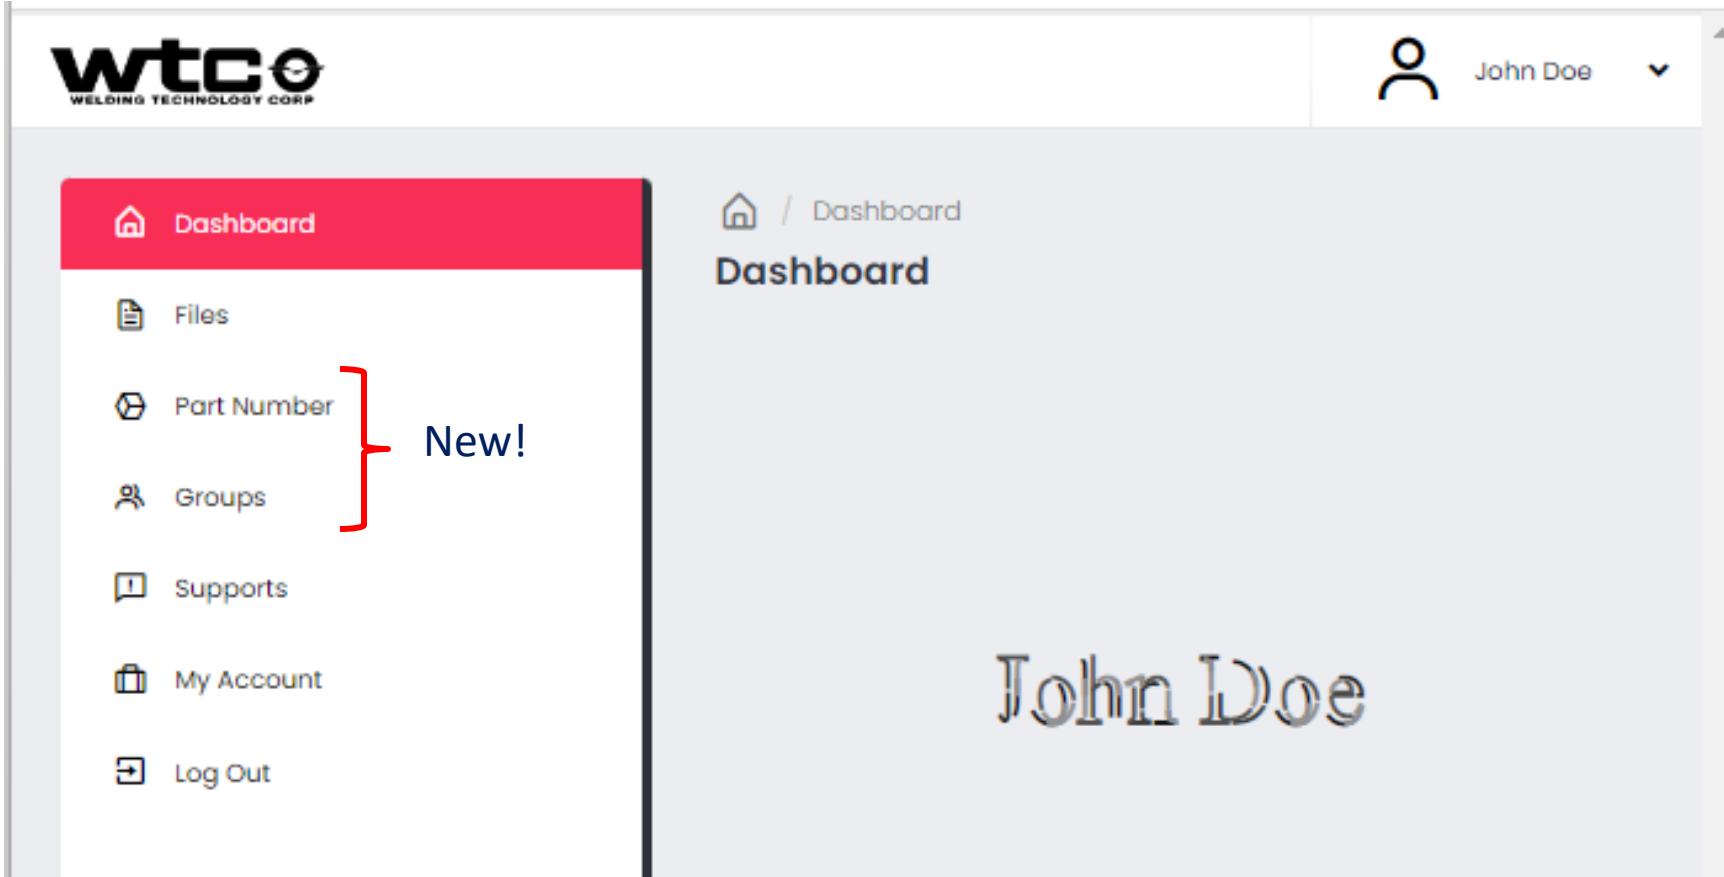 wtco
WELDING TECHNOLOGY CORP
John Doe
Dashboard
Files
Part Number
Groups
New!
Supports
My Account
Log Out
/ Dashboard
Dashboard
John Doe